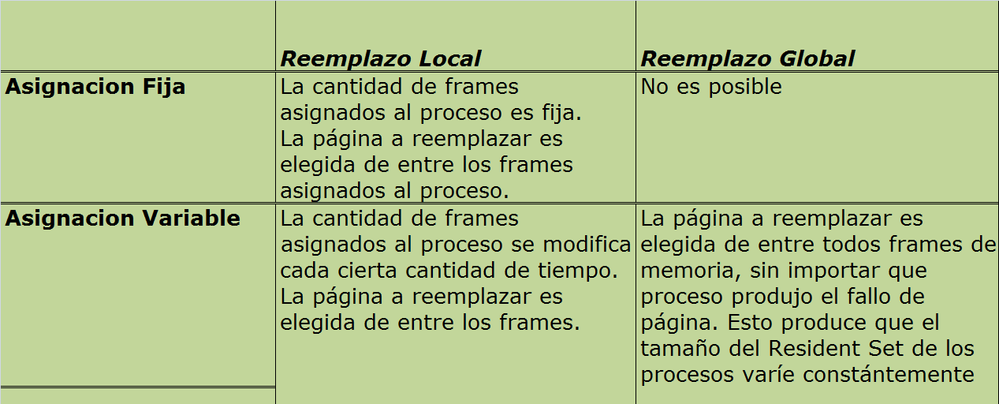 Reemplazo Local
Reemplazo Global
Asignacion Fija
La cantidad de frames
asignados al proceso es fija.
La página a reemplazar es
elegida de entre los frames
asignados al proceso.
No es posible
Asignacion Variable
La cantidad de frames
asignados al proceso se modifica
cada cierta cantidad de tiempo.
La página a reemplazar es
elegida de entre los frames.
La página a reemplazar es
elegida de entre todos frames de
memoria, sin importar que
proceso produjo el fallo de
página. Esto produce que el
tamaño del Resident Set de los
procesos varíe constántemente